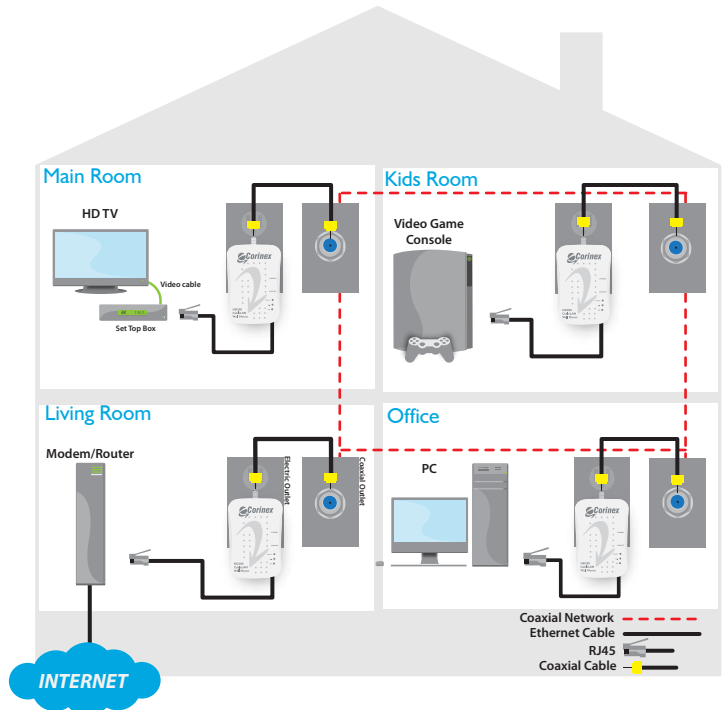 Main Room
HD TV
Video cable
Set Top Box
Corinex
Kids Room
Video Game
Console
Corinex
Living Room
Modem/Router
Electric Outlet
Coaxial Outlet
Corinex
Office
PC
Corinex
INTERNET
Coaxial Network
Ethernet Cable
RJ45
Coaxial Cable